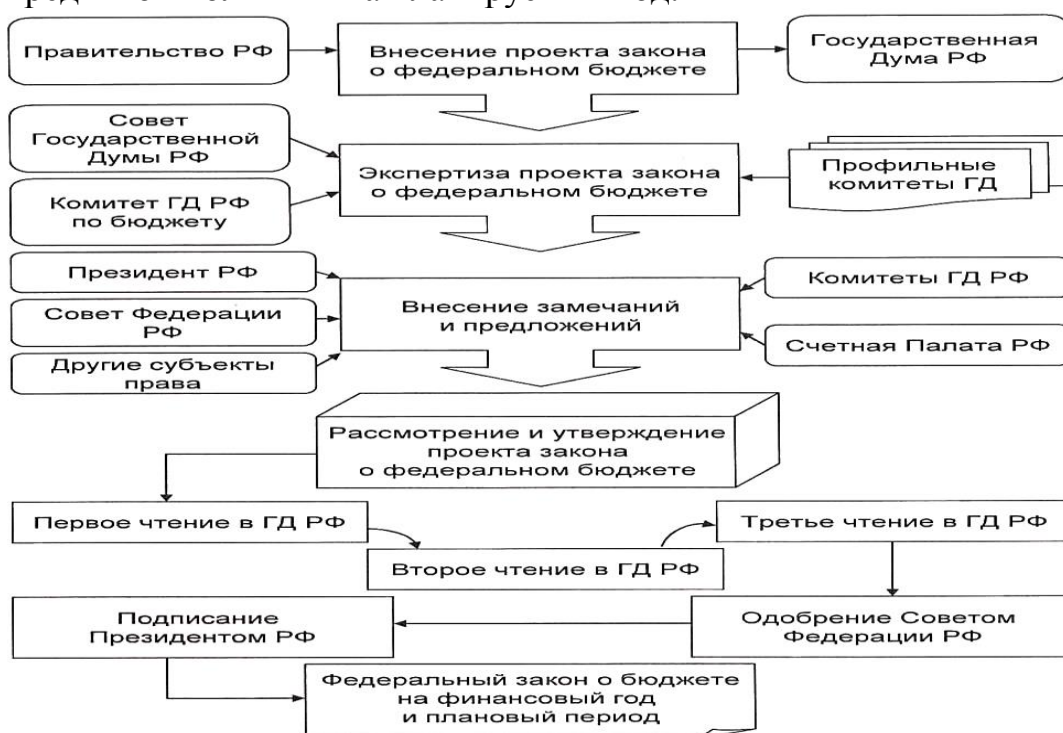 Правительство РФ
Внесение проекта закона
о федеральном бюджете
Государственная
Дума РФ
Совет
Государственной
Думы РФ
Комитет ГД РФ
по бюджету
Экспертиза проекта закона
о федеральном бюджете
Профильные
комитеты ГД
Президент РФ
Совет Федерации
РФ
Другие субъекты
права
Внесение замечаний
и предложений
Комитеты ГД РФ
Счетная Палата РФ
Рассмотрение и утверждение
проекта закона
о федеральном бюджете
Первое чтение в ГД РФ
Второе чтение в ГД РФ
Третье чтение в ГД РФ
Одобрение Советом
Федерации РФ
Подписание
Президентом РФ
Федеральный закон о бюджете
на финансовый год
и плановый период